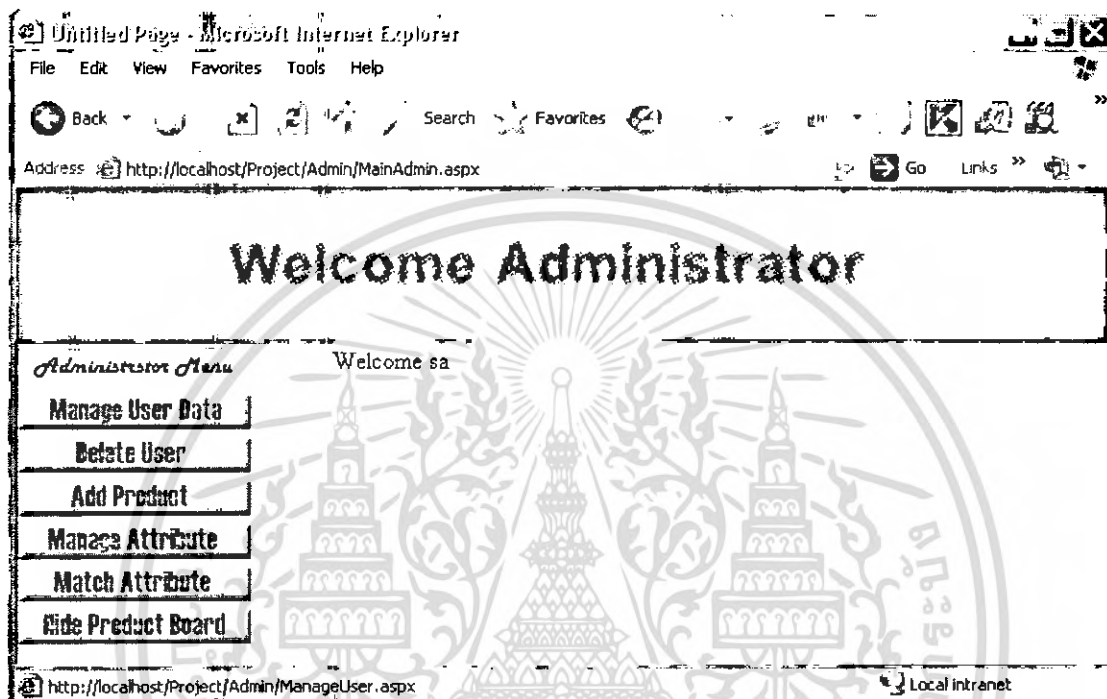 Untitled Page - Microsoft Internet Explorer
File Edit View Favorites Tools Help
Back Search Favorites
Address http://localhost/Project/Admin/MainAdmin.aspx Go Links »
Welcome Administrator
Administrator Menu
Welcome sa
Manage User Data
Delete User
Add Product
Manage Attribute
Match Attribute
Hide Product Board
http://localhost/Project/Admin/ManageUser.aspx Local intranet